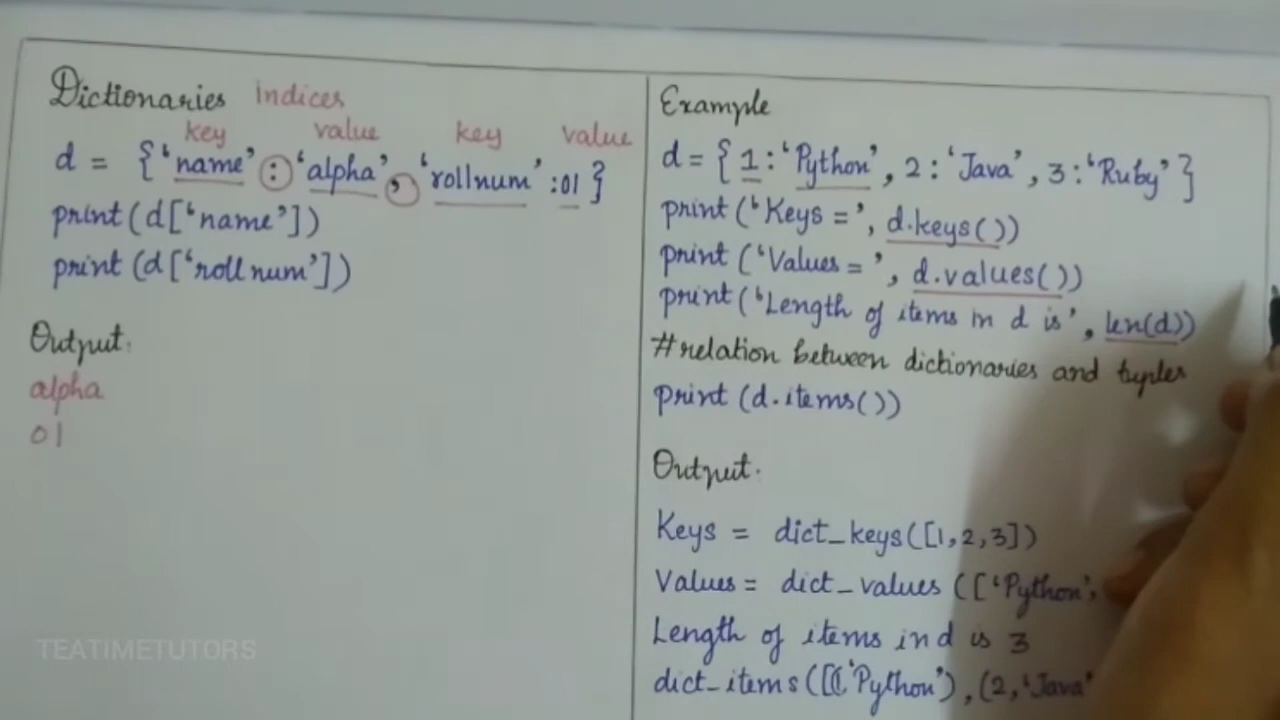 Dictionaries indices
key value key value
d = {'name' : 'alpha', 'rollnum' : 01}
print(d['name'])
print(d['rollnum'])
Output:
alpha
01
Example
d = {1 : 'Python', 2 : 'Java', 3 : 'Ruby'}
print('Keys =', d.keys())
print('Values = ', d.values())
print('Length of items in d is', len(d))
#relation between dictionaries and tuples
print(d.items())
Output.
Keys = dict_keys([1,2,3])
Values = dict_values(['Python',
Length of items in d is 3
dict_items([( 'Python'), (2,'Java'
TEATIMETUTORS